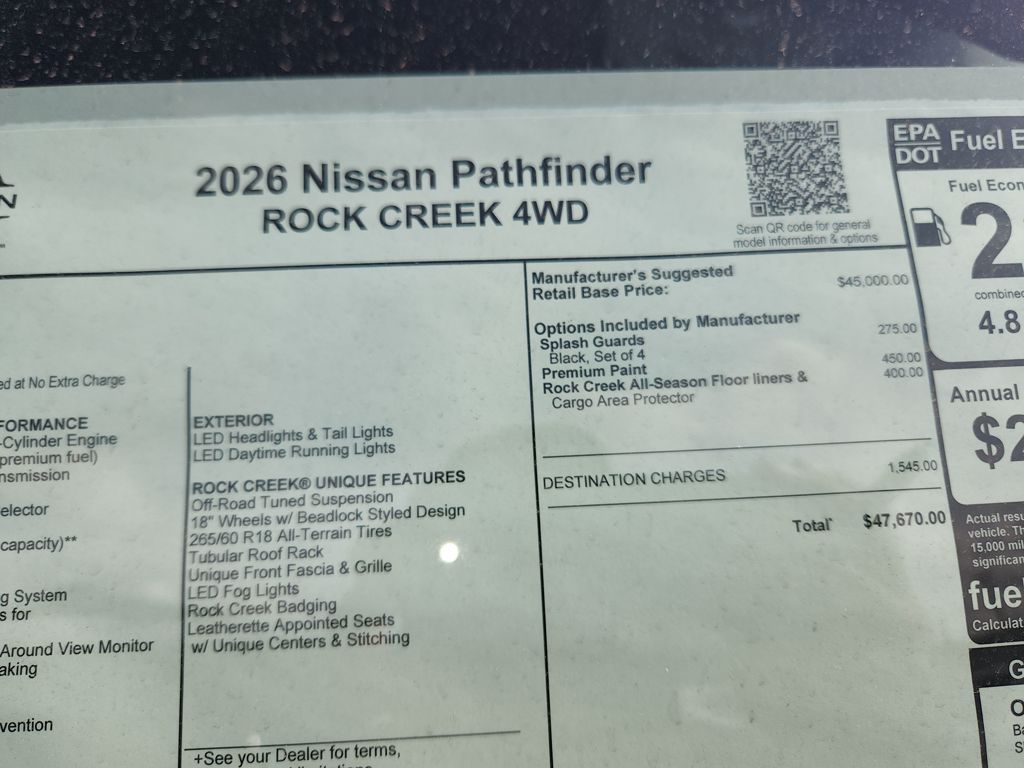 2026 Nissan Pathfinder
ROCK CREEK 4WD
Scan QR code for general
model information & options
EPA
DOT
Fuel E
Fuel Econ
2
combined
4.8
Annual
$2
Actual resu
vehicle. Th
15,000 mil
significan
fue
Calculat
G
Manufacturer's Suggested
Retail Base Price: $45,000.00
Options Included by Manufacturer
Splash Guards 275.00
Black, Set of 4
Premium Paint 450.00
Rock Creek All-Season Floor liners & 400.00
Cargo Area Protector
DESTINATION CHARGES 1,545.00
Total* $47,670.00
ed at No Extra Charge
FORMANCE
-Cylinder Engine
premium fuel)
nsmission
elector
capacity)**
g System
s for
Around View Monitor
aking
vention
EXTERIOR
LED Headlights & Tail Lights
LED Daytime Running Lights
ROCK CREEK® UNIQUE FEATURES
Off-Road Tuned Suspension
18" Wheels w/ Beadlock Styled Design
265/60 R18 All-Terrain Tires
Tubular Roof Rack
Unique Front Fascia & Grille
LED Fog Lights
Rock Creek Badging
Leatherette Appointed Seats
w/ Unique Centers & Stitching
+See your Dealer for terms,